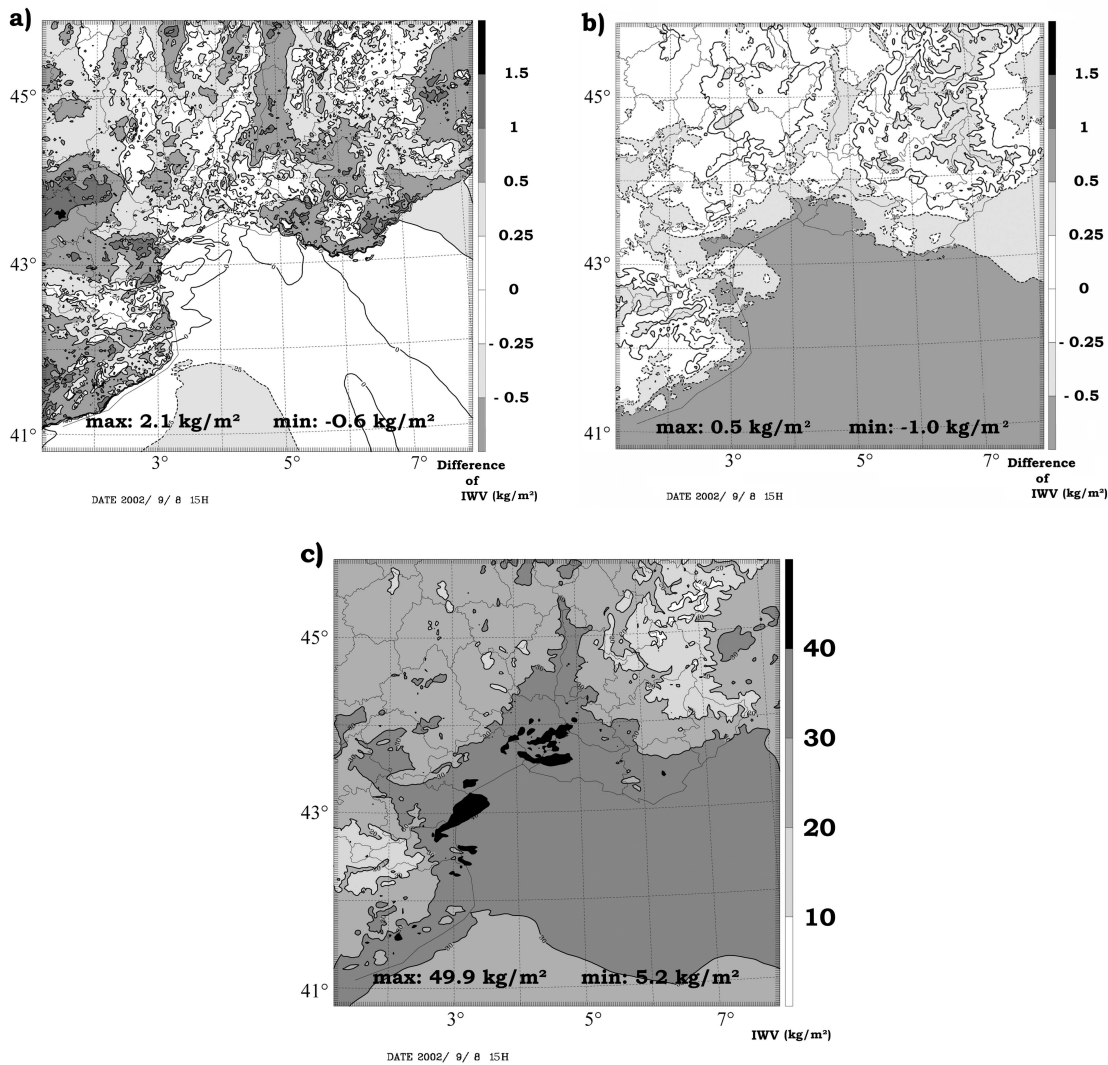 a)
1.5
1
0.5
0.25
0
- 0.25
- 0.5
45°
43°
41°
max: 2.1 kg/m² min: -0.6 kg/m²
3° 5° 7°
Difference
of
IWV (kg/m²)
DATE 2002/ 9/ 8 15H
b)
1.5
1
0.5
0.25
0
- 0.25
- 0.5
45°
43°
41°
max: 0.5 kg/m² min: -1.0 kg/m²
3° 5° 7°
Difference
of
IWV (kg/m²)
DATE 2002/ 9/ 8 15H
c)
40
30
20
10
45°
43°
41°
max: 49.9 kg/m² min: 5.2 kg/m²
3° 5° 7°
IWV (kg/m²)
DATE 2002/ 9/ 8 15H